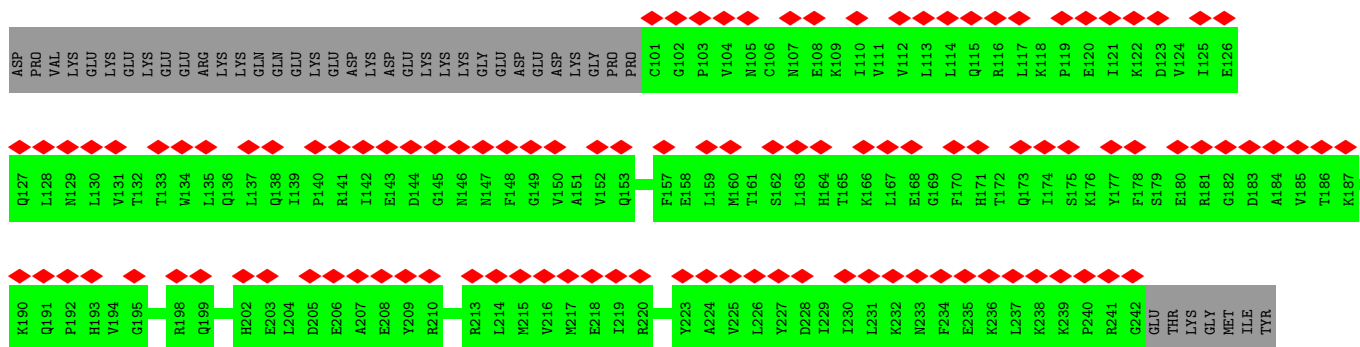 ASP PRO VAL LYS GLU LYS GLU LYS GLU GLU ARG LYS LYS GLN GLN GLU LYS GLU ASP LYS ASP GLU LYS LYS LYS GLY GLU ASP GLU ASP LYS GLY PRO PRO C101 G102 P103 V104 N105 C106 N107 E108 K109 I110 V111 V112 L113 L114 Q115 R116 L117 K118 P119 E120 I121 K122 D123 V124 I125 E126
Q127 L128 N129 L130 V131 T132 T133 W134 L135 Q136 L137 Q138 I139 P140 R141 I142 E143 D144 G145 N146 N147 F148 G149 V150 A151 V152 Q153 F157 E158 L159 M160 T161 S162 L163 H164 T165 K166 L167 E168 G169 F170 H171 T172 Q173 I174 S175 K176 Y177 F178 S179 E180 R181 G182 D183 A184 V185 T186 K187
K190 Q191 P192 H193 V194 G195 R198 Q199 H202 E203 L204 D205 E206 A207 E208 Y209 R210 R213 L214 M215 V216 M217 E218 I219 R220 Y223 A224 V225 L226 Y227 D228 I229 I230 L231 K232 N233 F234 E235 K236 L237 K238 K239 P240 R241 G242 GLU THR LYS GLY MET ILE TYR